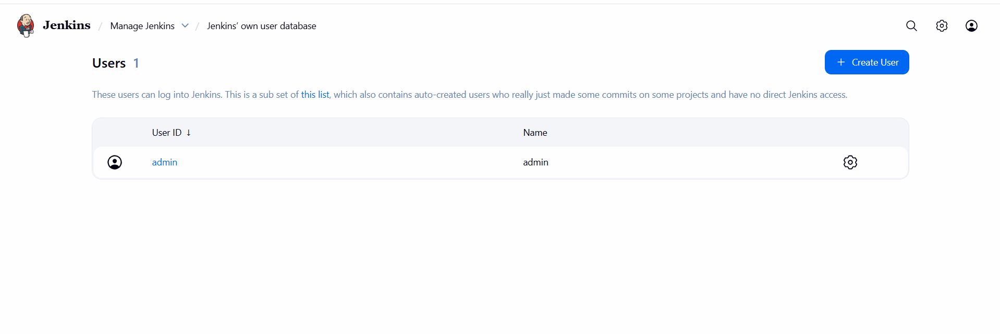 Jenkins / Manage Jenkins / Jenkins’ own user database
Users 1
+ Create User
These users can log into Jenkins. This is a sub set of this list, which also contains auto-created users who really just made some commits on some projects and have no direct Jenkins access.
User ID ↓ Name
admin admin